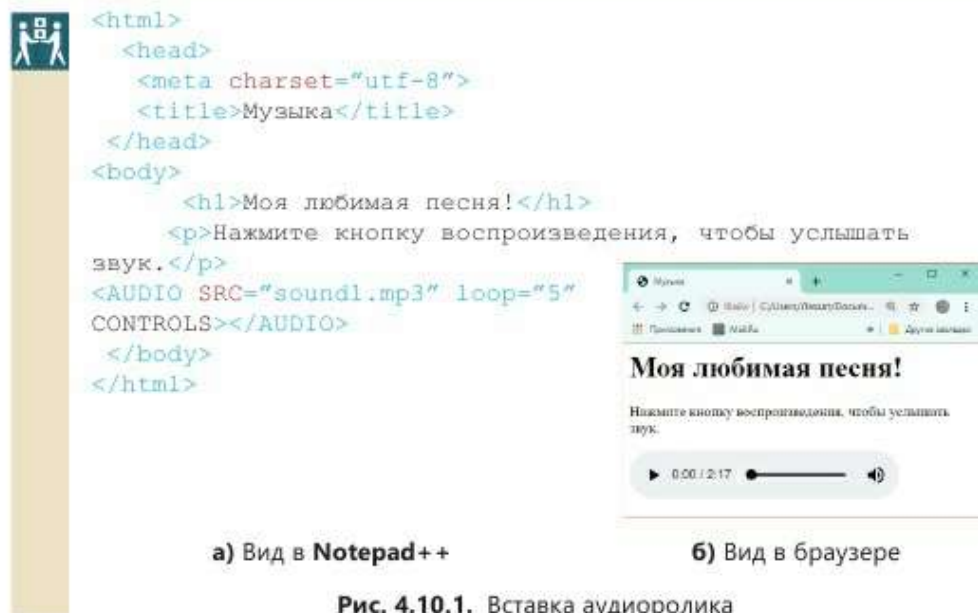 <html>
<head>
<meta charset="utf-8">
<title>Музыка</title>
</head>
<body>
<h1>Моя любимая песня!</h1>
<p>Нажмите кнопку воспроизведения, чтобы услышать
звук.</p>
<AUDIO SRC="sound1.mp3" loop="5"
CONTROLS></AUDIO>
</body>
</html>
Музыка
Моя любимая песня!
Нажмите кнопку воспроизведения, чтобы услышать
звук.
0:00 / 2:17
а) Вид в Notepad++
б) Вид в браузере
Рис. 4.10.1. Вставка аудиоролика